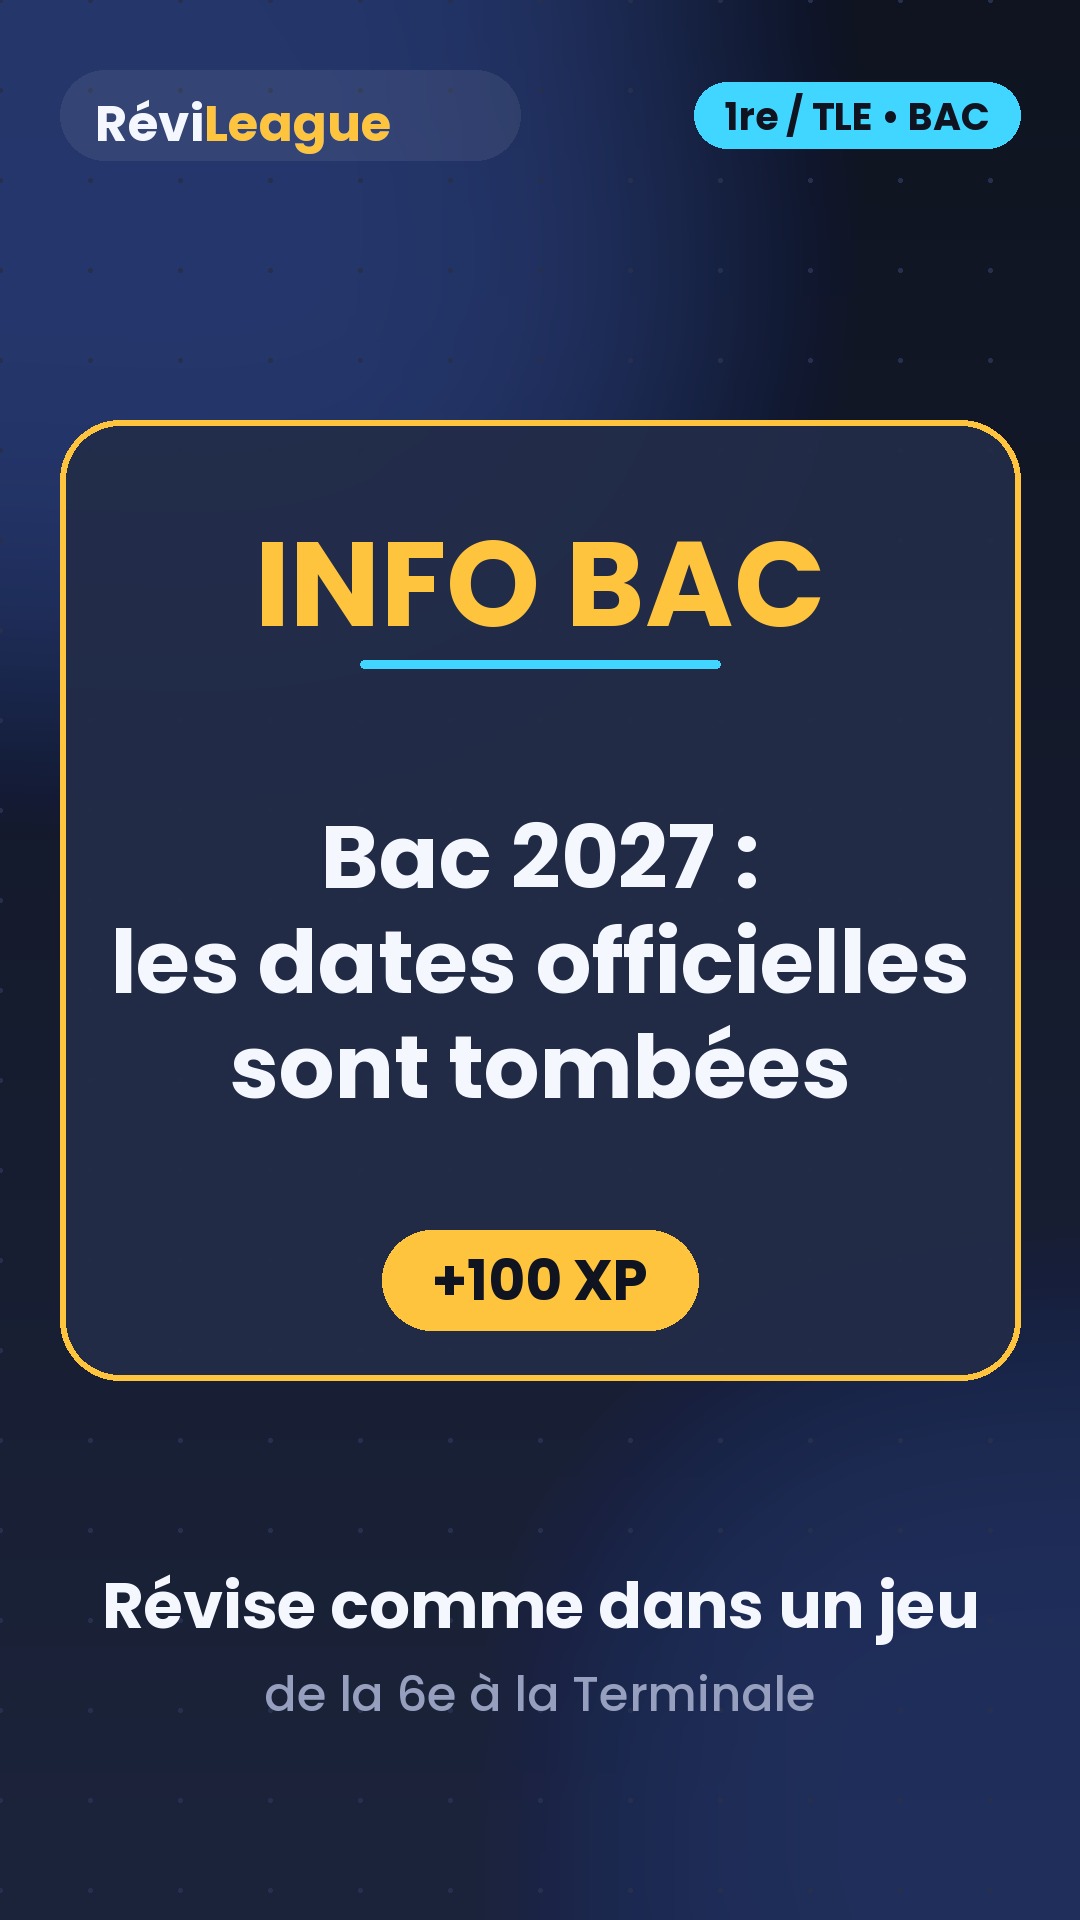 RéviLeague
1re / TLE • BAC
INFO BAC
Bac 2027 :
les dates officielles
sont tombées
+100 XP
Révise comme dans un jeu
de la 6e à la Terminale